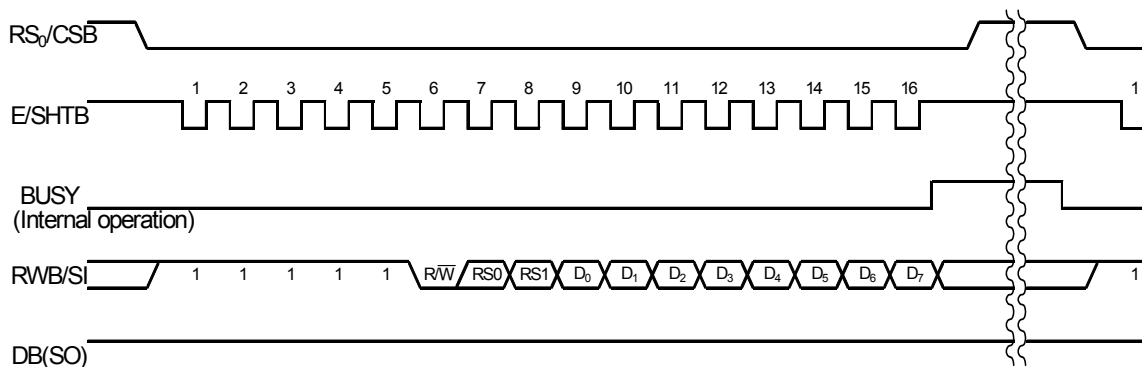 RS₀/CSB
1 2 3 4 5 6 7 8 9 10 11 12 13 14 15 16 1
E/SHTB
BUSY
(Internal operation)
RWB/SI 1 1 1 1 1 R/W̅ RS0 RS1 D₀ D₁ D₂ D₃ D₄ D₅ D₆ D₇ 1
DB(SO)